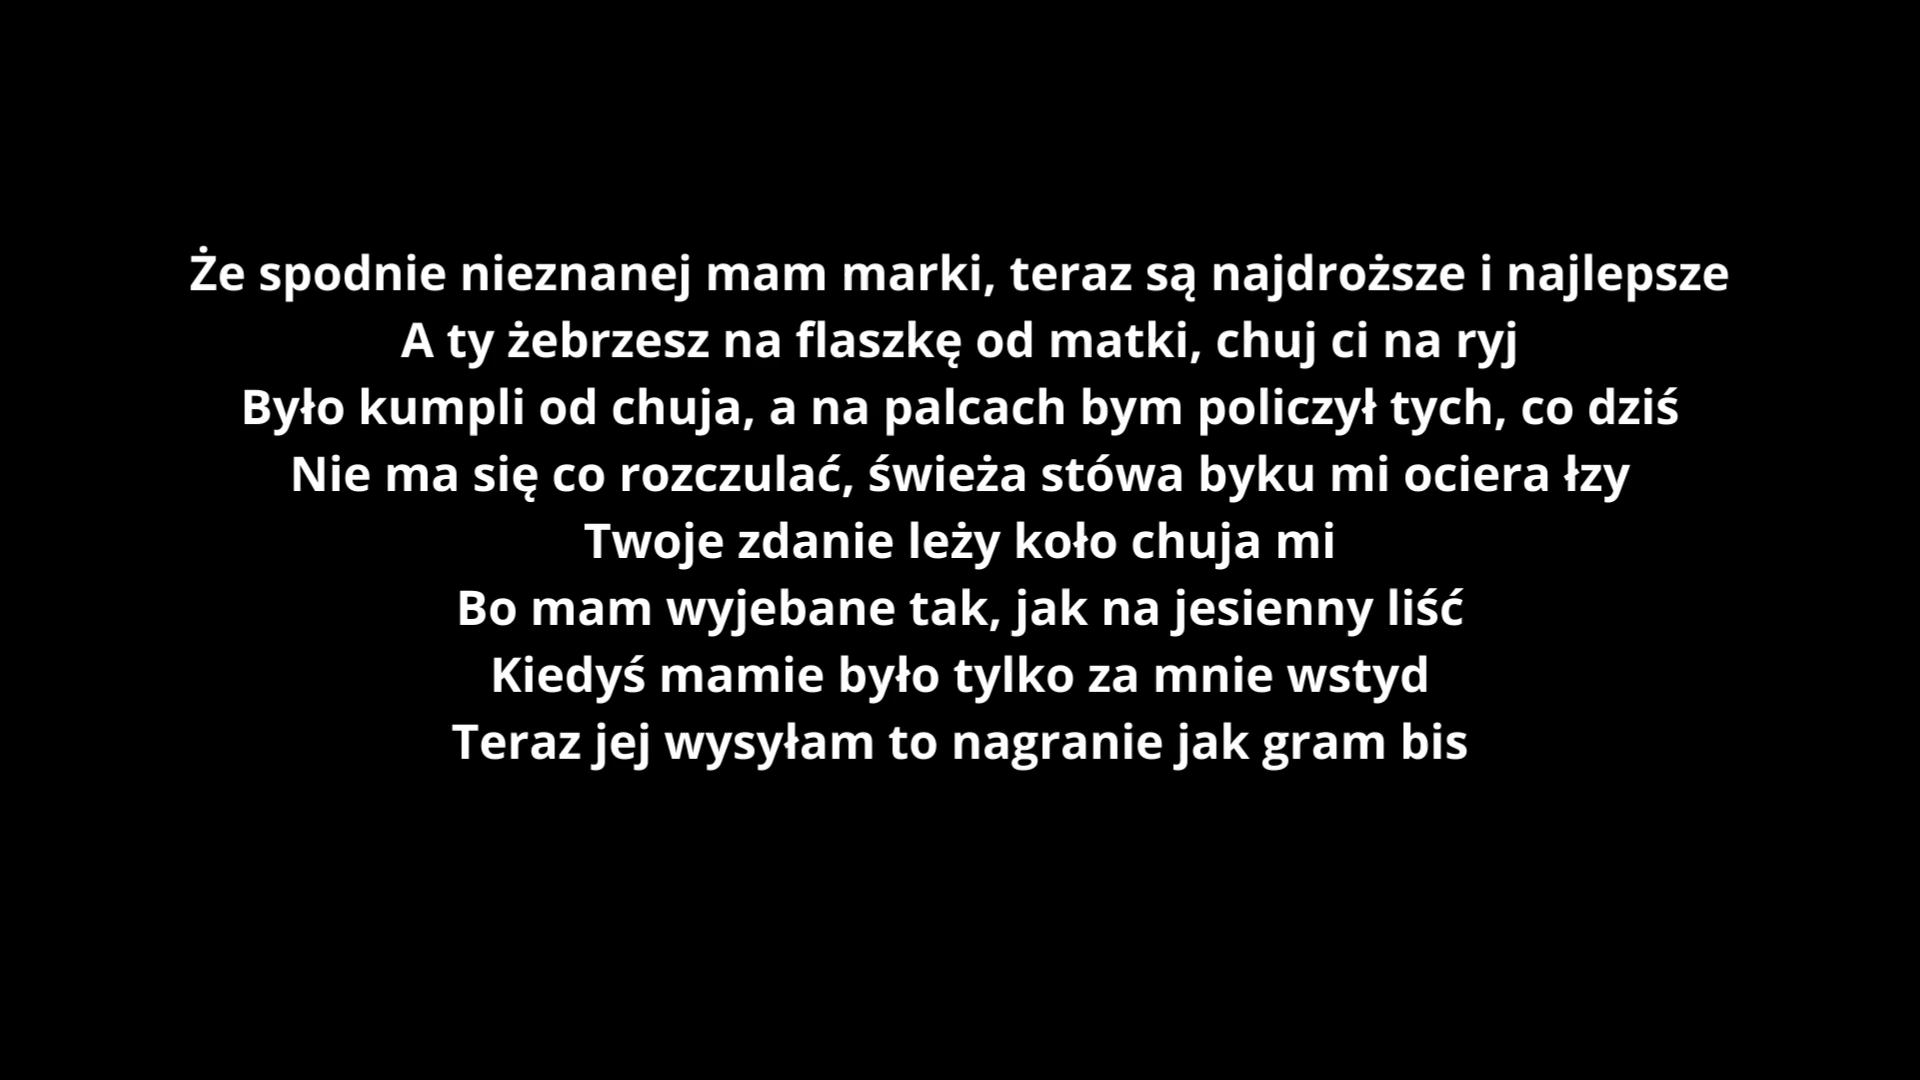 Że spodnie nieznanej mam marki, teraz są najdroższe i najlepsze
A ty żebrzesz na flaszkę od matki, chuj ci na ryj
Było kumpli od chuja, a na palcach bym policzył tych, co dziś
Nie ma się co rozczulać, świeża stówa byku mi ociera łzy
Twoje zdanie leży koło chuja mi
Bo mam wyjebane tak, jak na jesienny liść
Kiedyś mamie było tylko za mnie wstyd
Teraz jej wysyłam to nagranie jak gram bis